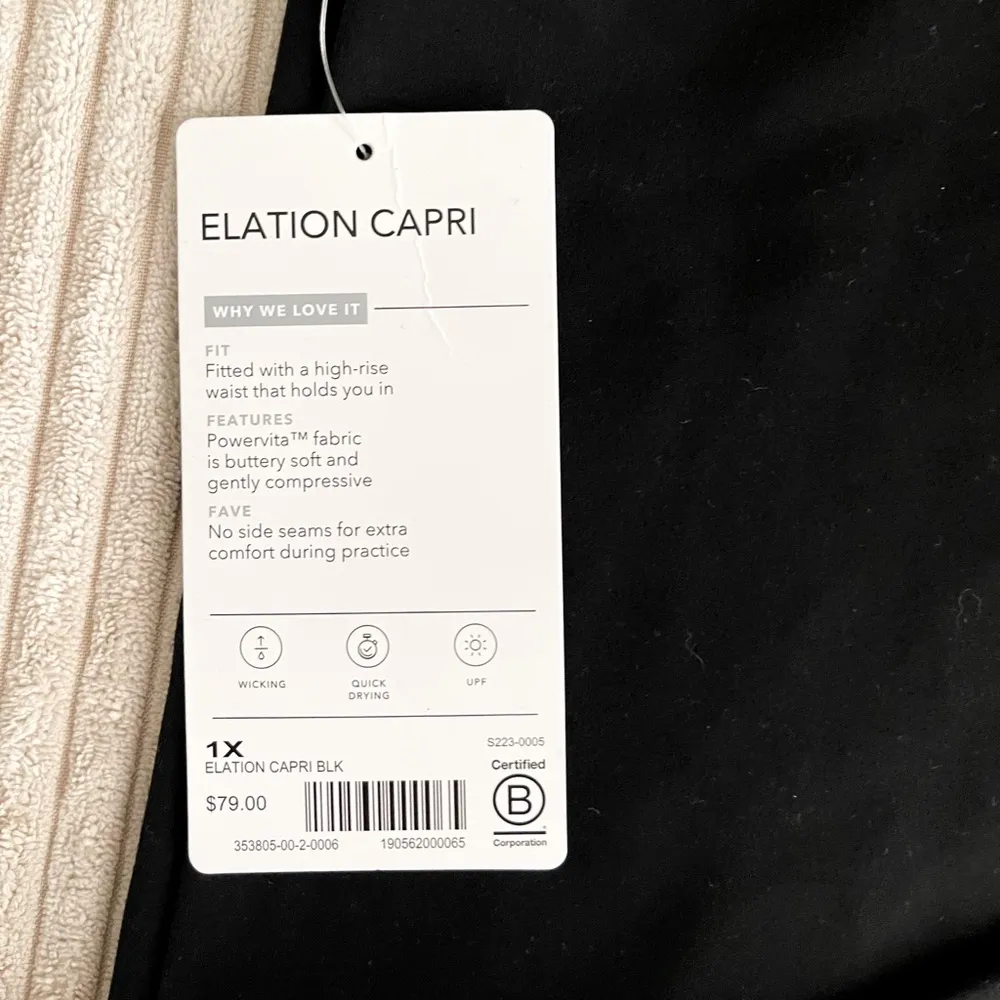 ELATION CAPRI
WHY WE LOVE IT
FIT
Fitted with a high-rise
waist that holds you in
FEATURES
Powervita™ fabric
is buttery soft and
gently compressive
FAVE
No side seams for extra
comfort during practice
WICKING
QUICK
DRYING
UPF
1X
S223-0005
ELATION CAPRI BLK
Certified
$79.00
B
353805-00-2-0006
190562000065
Corporation